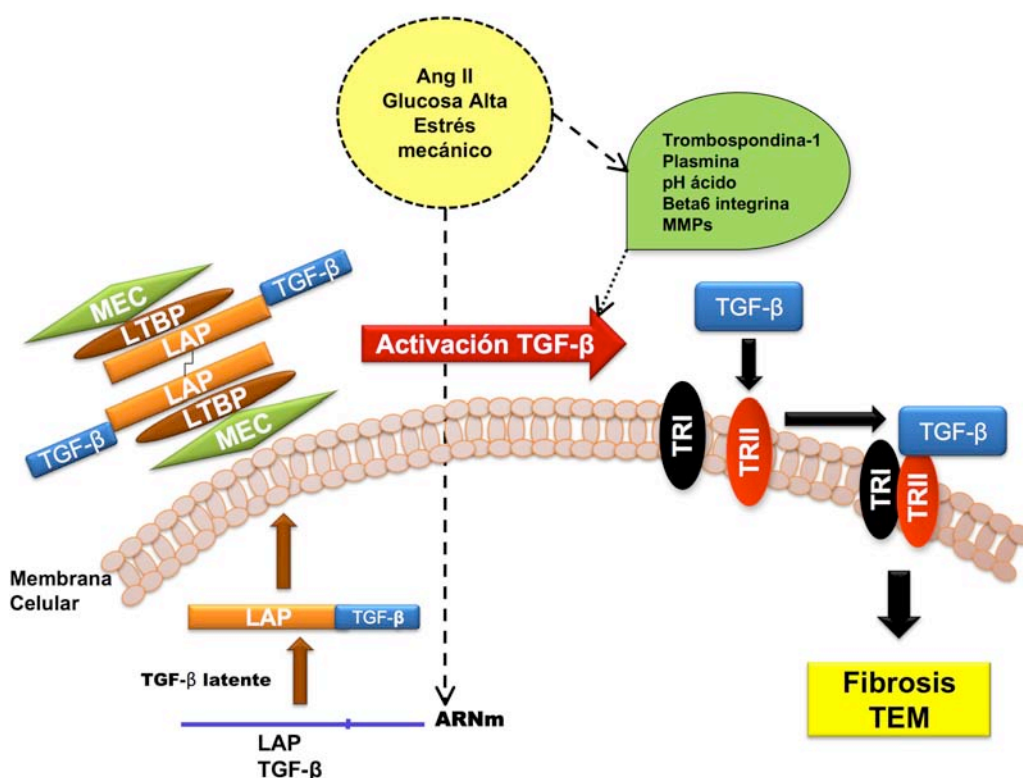 Ang II
Glucosa Alta
Estrés
mecánico
Trombospondina-1
Plasmina
pH ácido
Beta6 integrina
MMPs
TGF-β
MEC
LTBP
LAP
LAP
LTBP
MEC
TGF-β
Activación TGF-β
TGF-β
TRI
TRII
TGF-β
TRI
TRII
Membrana
Celular
LAP
TGF-β
TGF-β latente
ARNm
LAP
TGF-β
Fibrosis
TEM